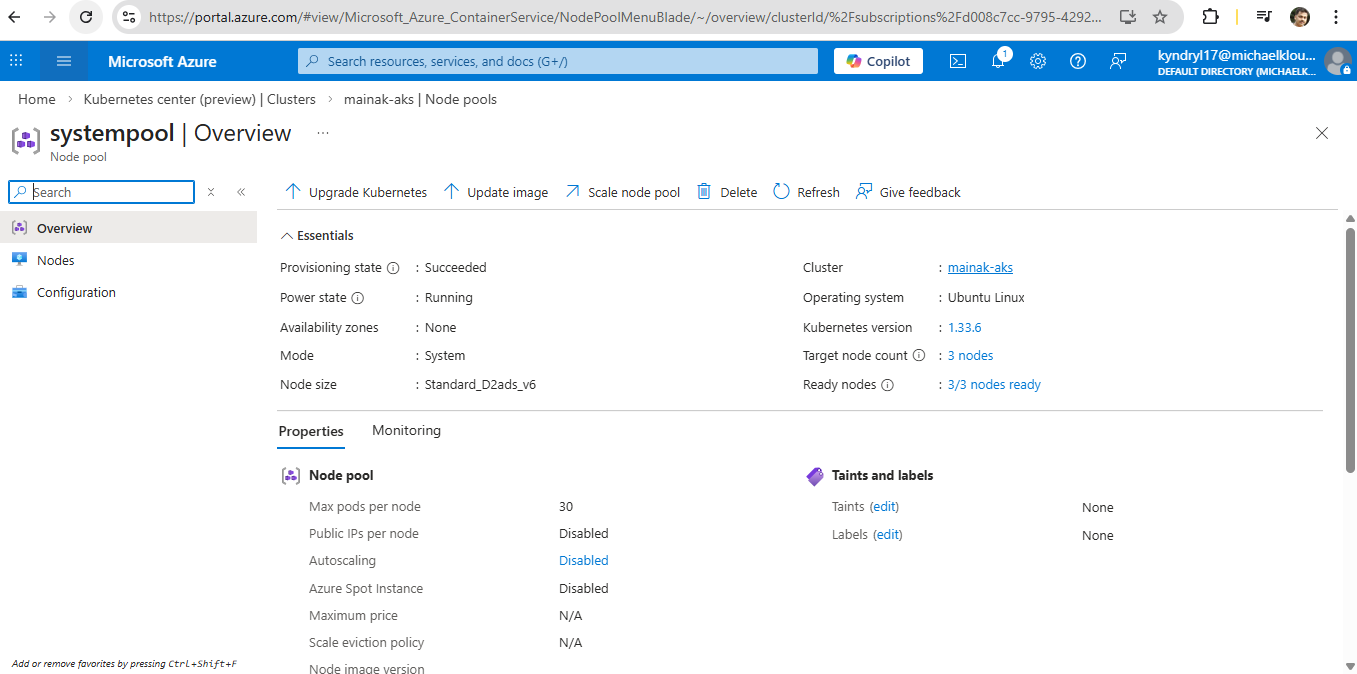 https://portal.azure.com/#view/Microsoft_Azure_ContainerService/NodePoolMenuBlade/~/overview/clusterId/%2Fsubscriptions%2Fd008c7cc-9795-4292...
Microsoft Azure
Search resources, services, and docs (G+/)
Copilot
1
kyndryl17@michaelklou...
DEFAULT DIRECTORY (MICHAELK...
Home > Kubernetes center (preview) | Clusters > mainak-aks | Node pools
systempool | Overview ...
Node pool
Search
Upgrade Kubernetes Update image Scale node pool Delete Refresh Give feedback
Overview
Nodes
Configuration
Essentials
Provisioning state : Succeeded
Power state : Running
Availability zones : None
Mode : System
Node size : Standard_D2ads_v6
Cluster : mainak-aks
Operating system : Ubuntu Linux
Kubernetes version : 1.33.6
Target node count : 3 nodes
Ready nodes : 3/3 nodes ready
Properties Monitoring
Node pool
Max pods per node 30
Public IPs per node Disabled
Autoscaling Disabled
Azure Spot Instance Disabled
Maximum price N/A
Scale eviction policy N/A
Node image version
Taints and labels
Taints (edit) None
Labels (edit) None
Add or remove favorites by pressing Ctrl+Shift+F